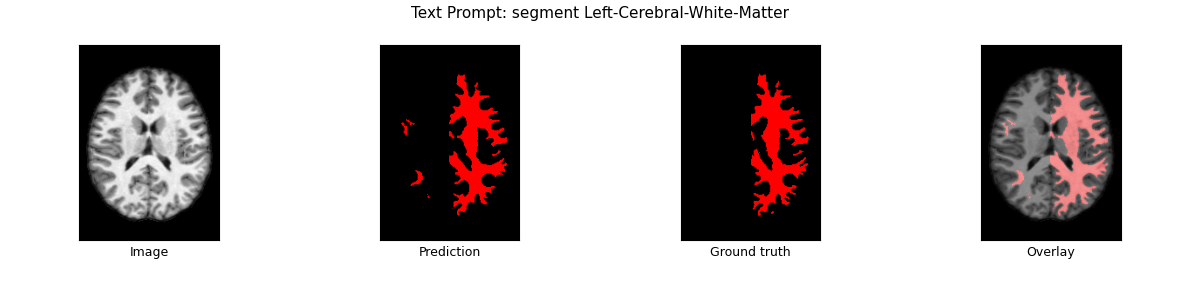 Text Prompt: segment Left-Cerebral-White-Matter
Image
Prediction
Ground truth
Overlay